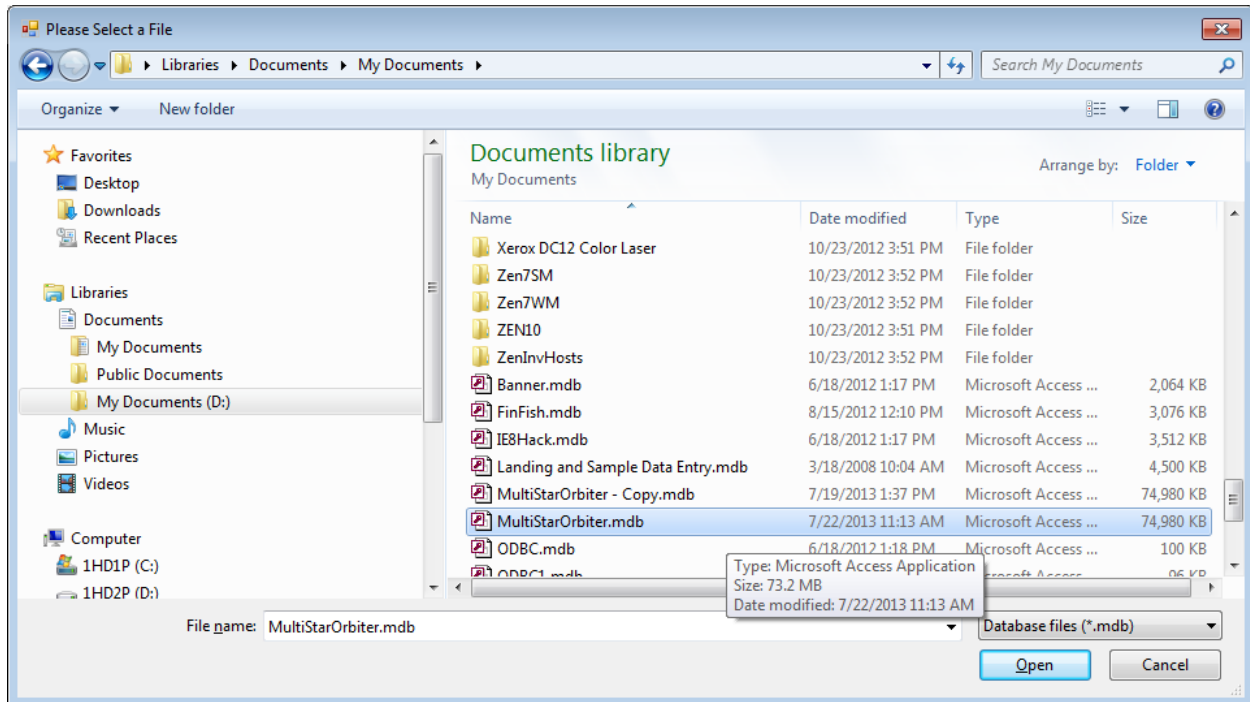 Please Select a File
Libraries Documents My Documents
Search My Documents
Organize New folder
Favorites
Desktop
Downloads
Recent Places
Libraries
Documents
My Documents
Public Documents
My Documents (D:)
Music
Pictures
Videos
Computer
1HD1P (C:)
1HD2P (D:)
Documents library
My Documents
Arrange by: Folder
Name Date modified Type Size
Xerox DC12 Color Laser 10/23/2012 3:51 PM File folder
Zen7SM 10/23/2012 3:52 PM File folder
Zen7WM 10/23/2012 3:52 PM File folder
ZEN10 10/23/2012 3:51 PM File folder
ZenInvHosts 10/23/2012 3:52 PM File folder
Banner.mdb 6/18/2012 1:17 PM Microsoft Access ... 2,064 KB
FinFish.mdb 8/15/2012 12:10 PM Microsoft Access ... 3,076 KB
IE8Hack.mdb 6/18/2012 1:17 PM Microsoft Access ... 3,512 KB
Landing and Sample Data Entry.mdb 3/18/2008 10:04 AM Microsoft Access ... 4,500 KB
MultiStarOrbiter - Copy.mdb 7/19/2013 1:37 PM Microsoft Access ... 74,980 KB
MultiStarOrbiter.mdb 7/22/2013 11:13 AM Microsoft Access ... 74,980 KB
ODBC.mdb 6/18/2012 1:18 PM Microsoft Access ... 100 KB
ODBC1.mdb 96 KB
Type: Microsoft Access Application
Size: 73.2 MB
Date modified: 7/22/2013 11:13 AM
File name: MultiStarOrbiter.mdb Database files (*.mdb)
Open Cancel